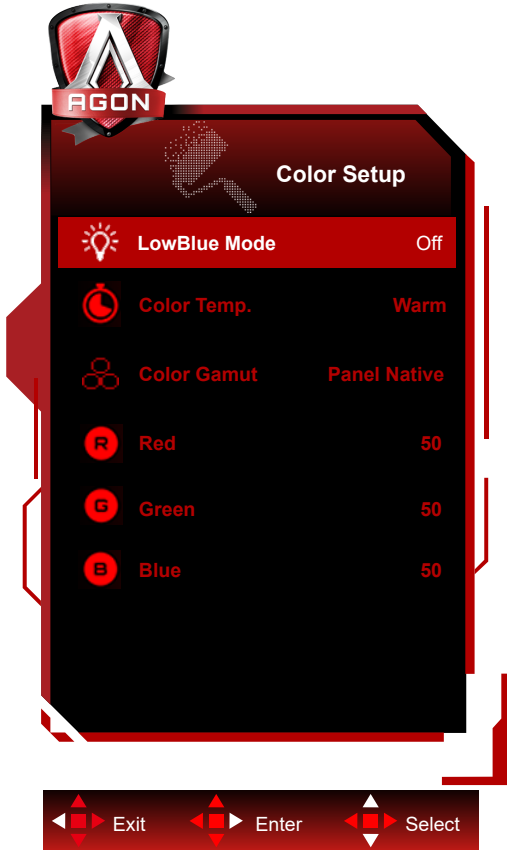 AGON
Color Setup
LowBlue Mode Off
Color Temp. Warm
Color Gamut Panel Native
R Red 50
G Green 50
B Blue 50
Exit Enter Select